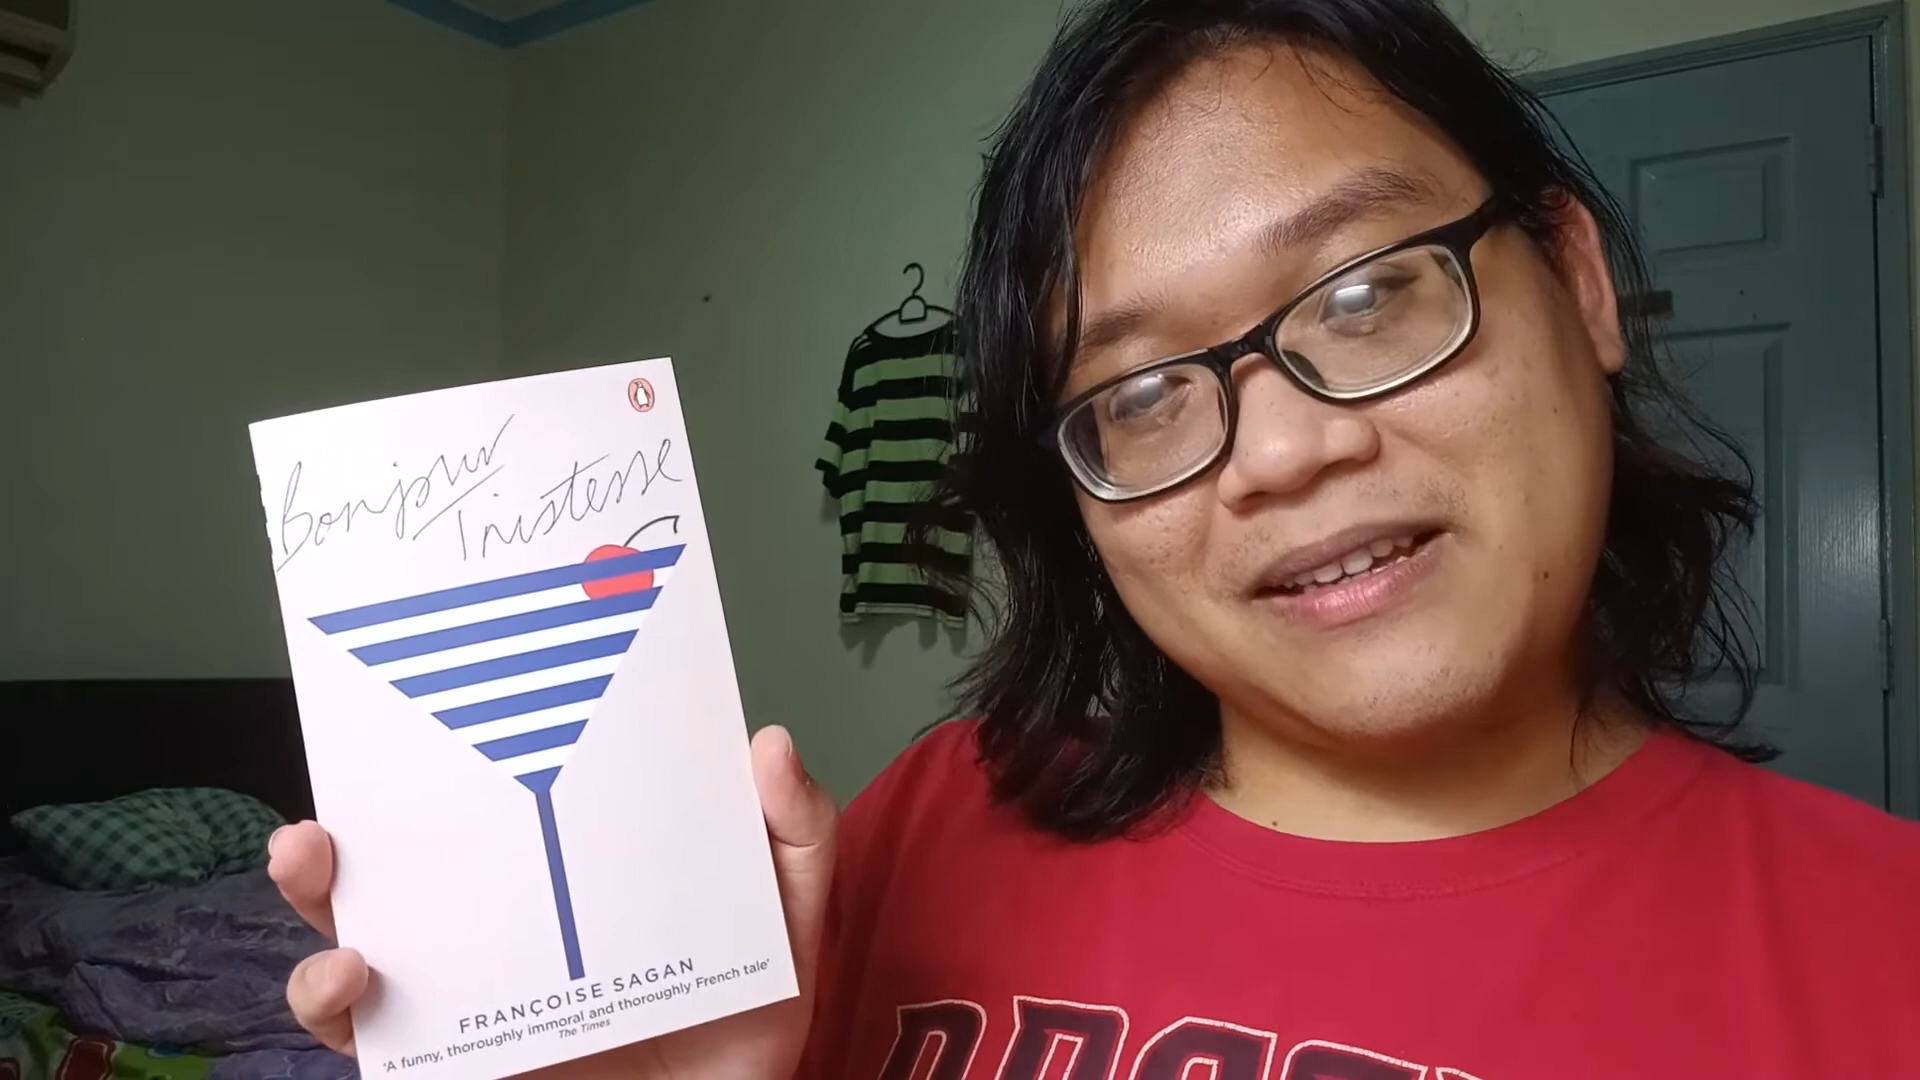 Bonjour
Tristesse
FRANÇOISE SAGAN
'A funny, thoroughly immoral and thoroughly French tale'
The Times